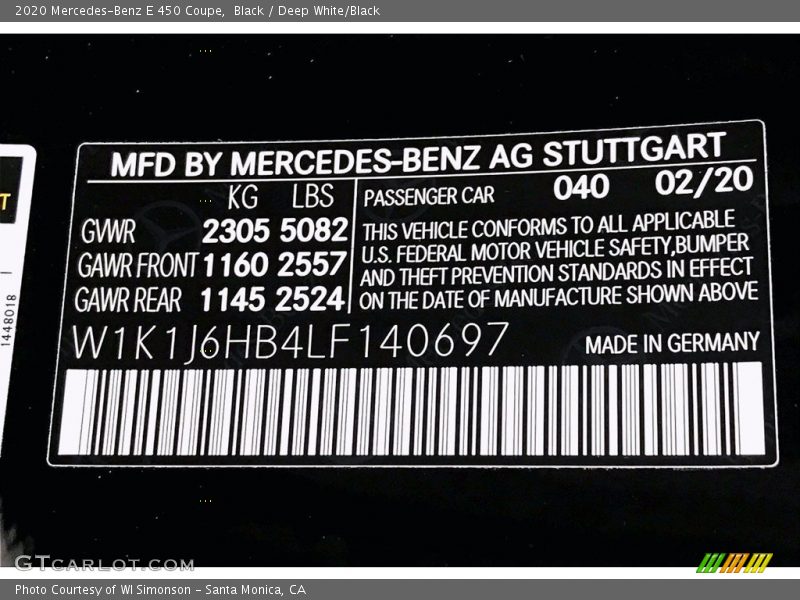 2020 Mercedes-Benz E 450 Coupe, Black / Deep White/Black
T
1448018
MFD BY MERCEDES-BENZ AG STUTTGART
KG LBS
GVWR 2305 5082
GAWR FRONT 1160 2557
GAWR REAR 1145 2524
PASSENGER CAR 040 02/20
THIS VEHICLE CONFORMS TO ALL APPLICABLE
U.S. FEDERAL MOTOR VEHICLE SAFETY,BUMPER
AND THEFT PREVENTION STANDARDS IN EFFECT
ON THE DATE OF MANUFACTURE SHOWN ABOVE
W1K1J6HB4LF140697
MADE IN GERMANY
GTCARLOT.COM
Photo Courtesy of WI Simonson - Santa Monica, CA